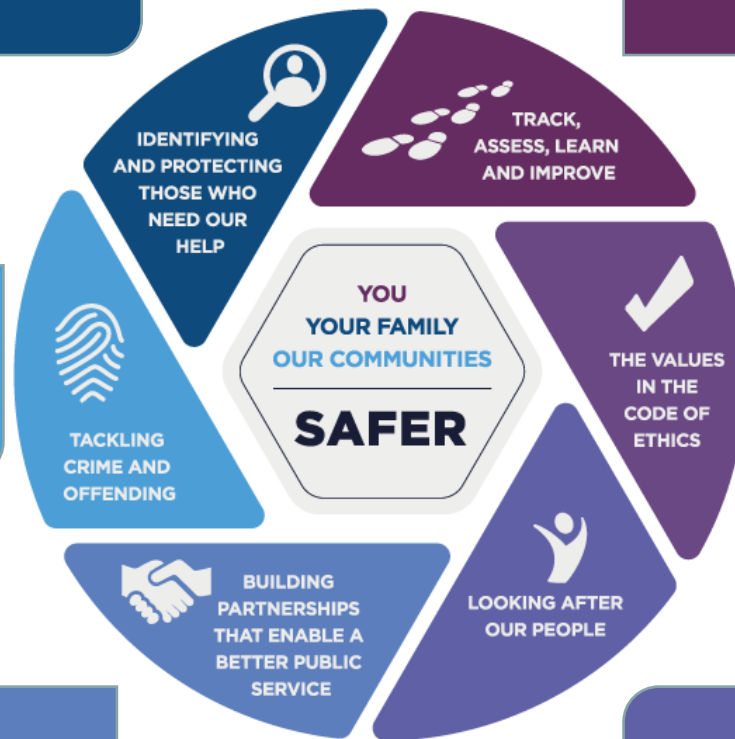 IDENTIFYING
AND PROTECTING
THOSE WHO
NEED OUR
HELP
TRACK,
ASSESS, LEARN
AND IMPROVE
THE VALUES
IN THE
CODE OF
ETHICS
LOOKING AFTER
OUR PEOPLE
BUILDING
PARTNERSHIPS
THAT ENABLE A
BETTER PUBLIC
SERVICE
TACKLING
CRIME AND
OFFENDING
YOU
YOUR FAMILY
OUR COMMUNITIES
SAFER